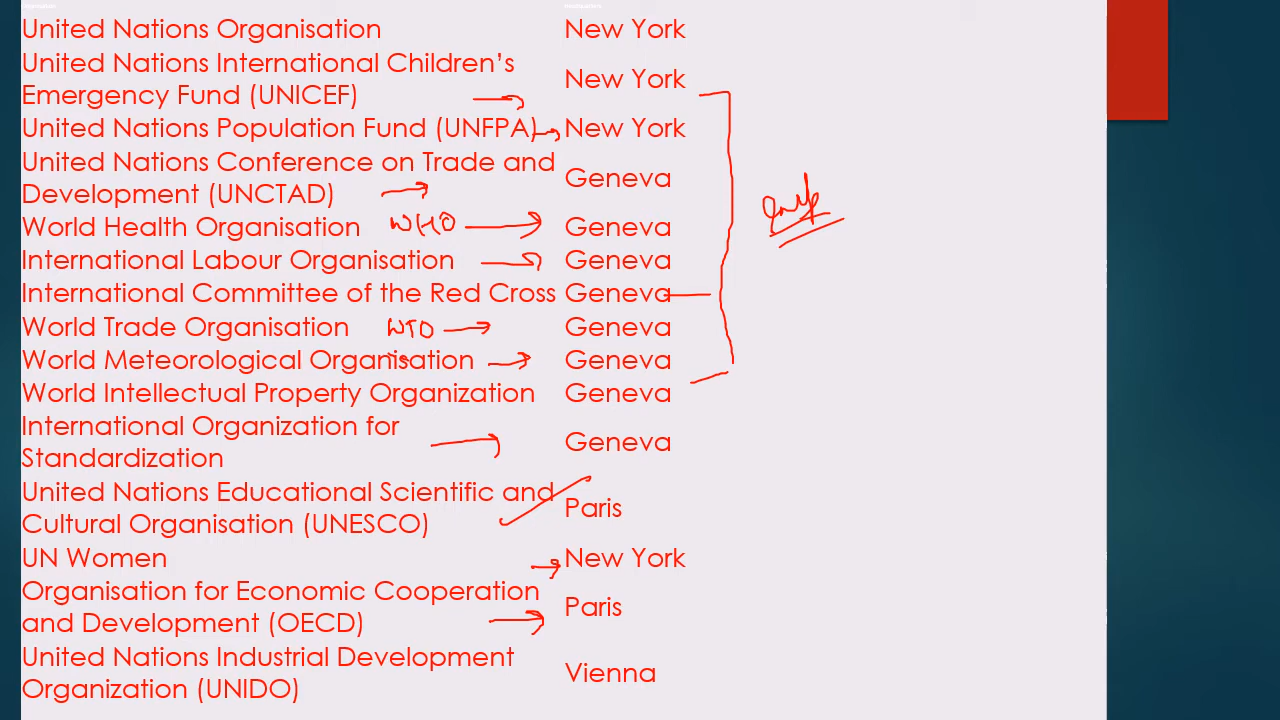 United Nations Organisation New York
United Nations International Children's
Emergency Fund (UNICEF) New York
United Nations Population Fund (UNFPA) New York
United Nations Conference on Trade and
Development (UNCTAD) Geneva
World Health Organisation WHO Geneva
International Labour Organisation Geneva
International Committee of the Red Cross Geneva
World Trade Organisation WTO Geneva
World Meteorological Organisation Geneva
World Intellectual Property Organization Geneva
International Organization for
Standardization Geneva
United Nations Educational Scientific and
Cultural Organisation (UNESCO) Paris
UN Women New York
Organisation for Economic Cooperation
and Development (OECD) Paris
United Nations Industrial Development
Organization (UNIDO) Vienna